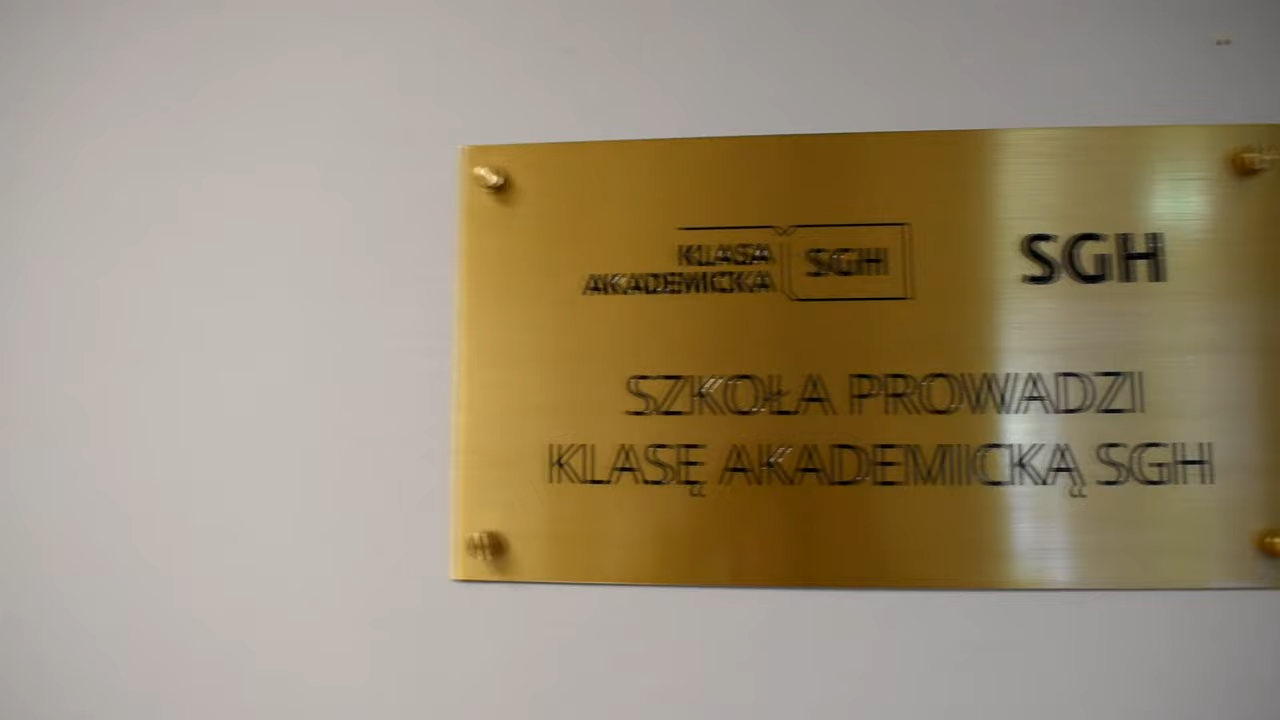 KLASA
AKADEMICKA
SGH
SGH
SZKOŁA PROWADZI
KLASĘ AKADEMICKĄ SGH